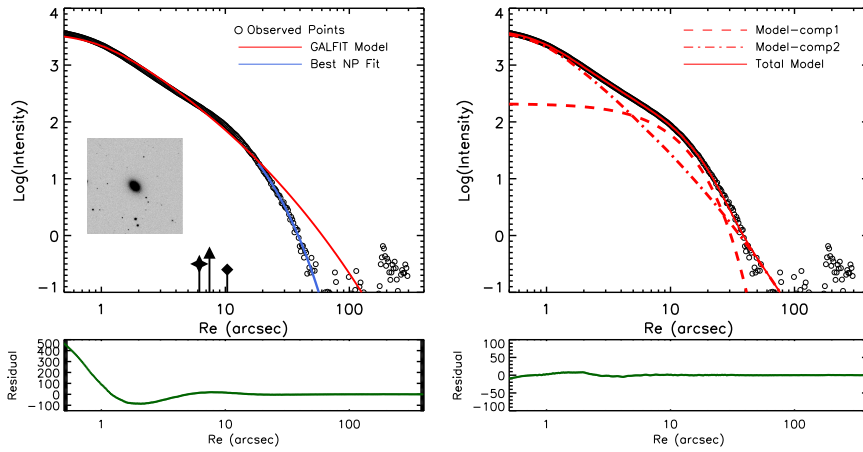 Observed Points
GALFIT Model
Best NP Fit
Log(Intensity)
4
3
2
1
0
−1
1
10
100
Re (arcsec)
Model−comp1
Model−comp2
Total Model
Log(Intensity)
4
3
2
1
0
−1
1
10
100
Re (arcsec)
Residual
500
400
300
200
100
0
−100
1
10
100
Re (arcsec)
Residual
100
50
0
−50
−100
1
10
100
Re (arcsec)